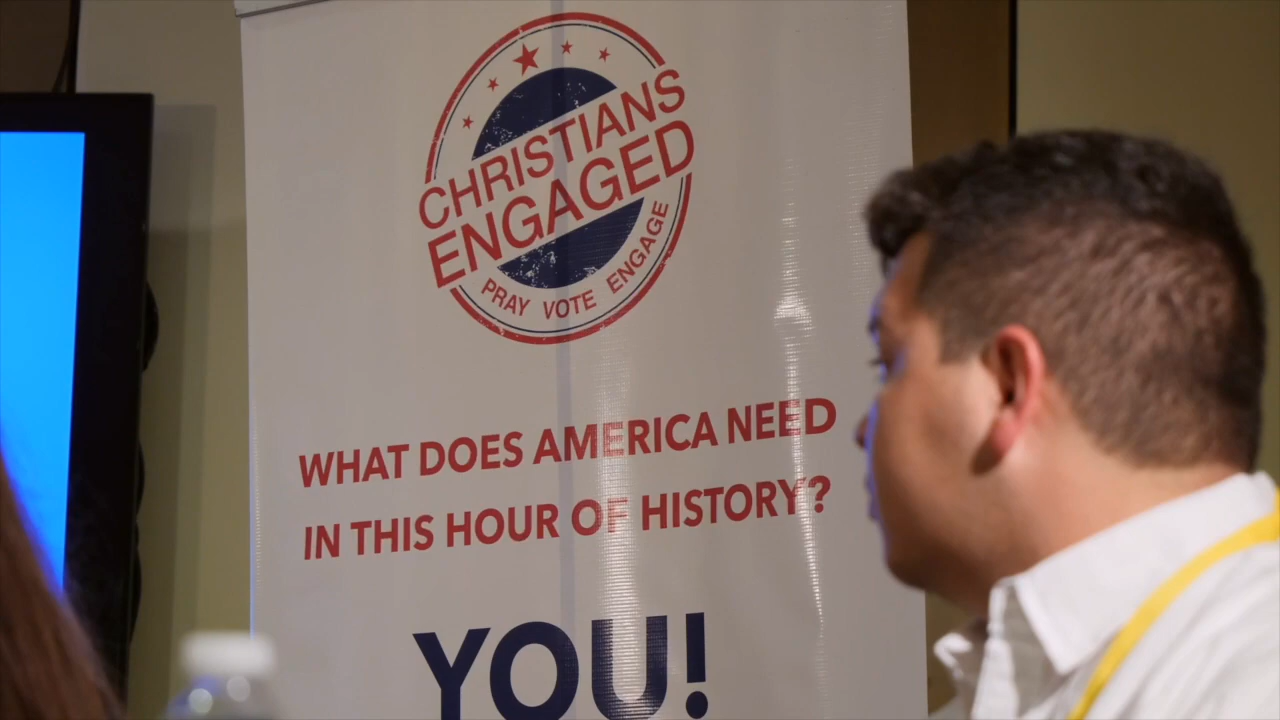 CHRISTIANS
ENGAGED
PRAY VOTE ENGAGE
WHAT DOES AMERICA NEED
IN THIS HOUR OF HISTORY?
YOU!